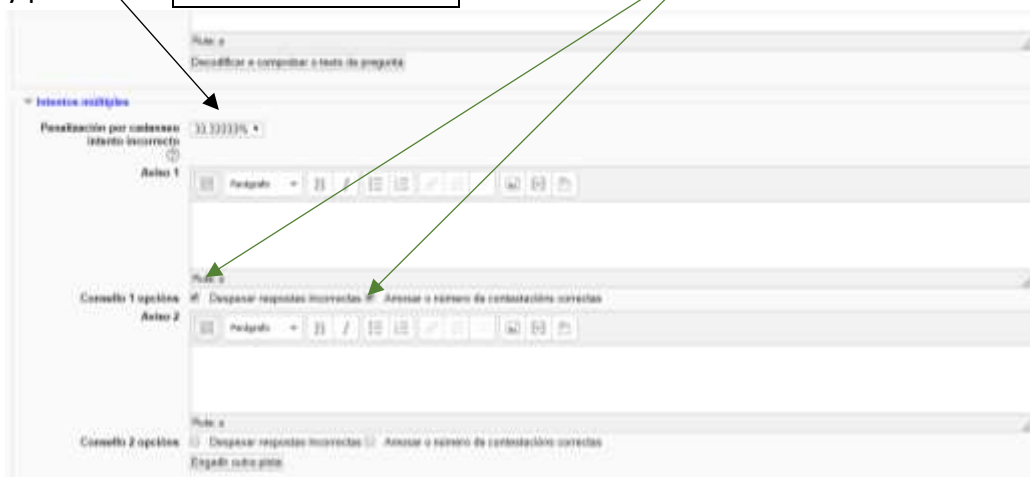 Ruta: p
Decodificar e comprobar o texto da pregunta
Intentos múltiples
Penalización por cada
intento incorrecto
33.33333%
Aviso 1
Parágrafo
Ruta: p
Consello 1 opcións Despexar respostas incorrectas Amosar o número de contestacións correctas
Aviso 2
Parágrafo
Ruta: p
Consello 2 opcións Despexar respostas incorrectas Amosar o número de contestacións correctas
Engadir outra pista